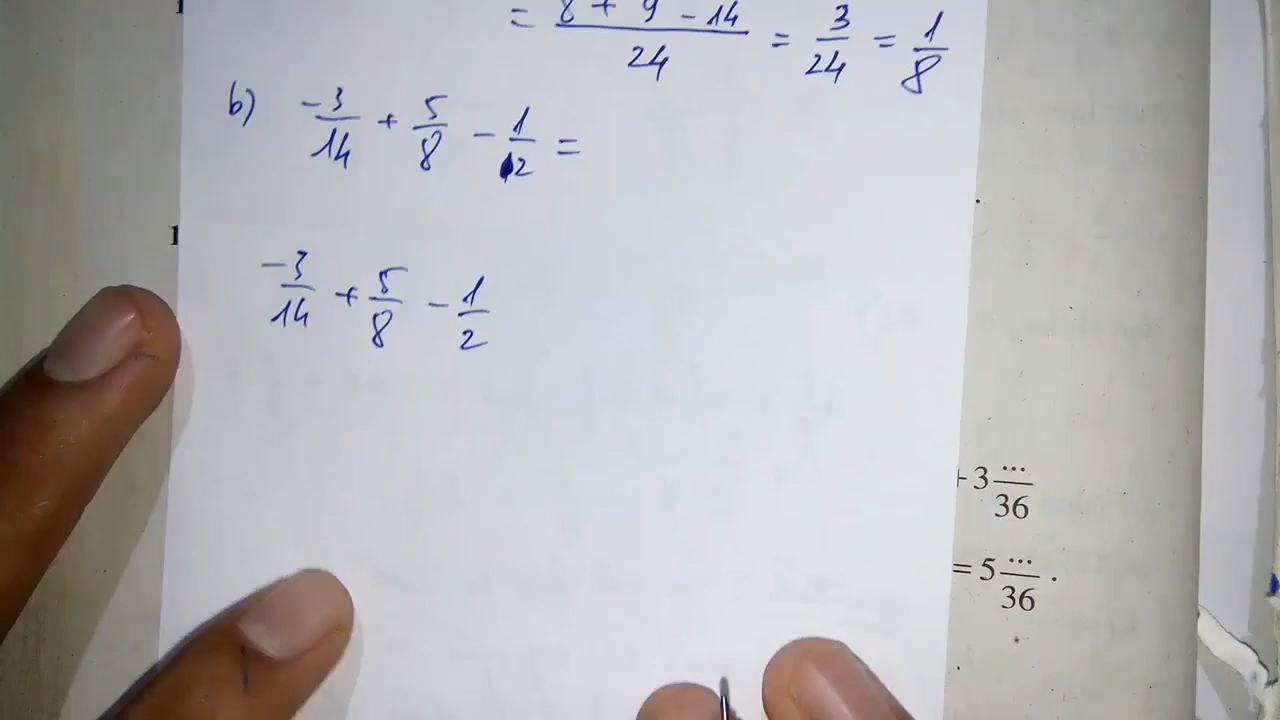 = 8 + 9 - 14 / 24 = 3/24 = 1/8
b) -3/14 + 5/8 - 1/2 =
1
-3/14 + 5/8 - 1/2
+ 3 .../36
= 5 .../36 .